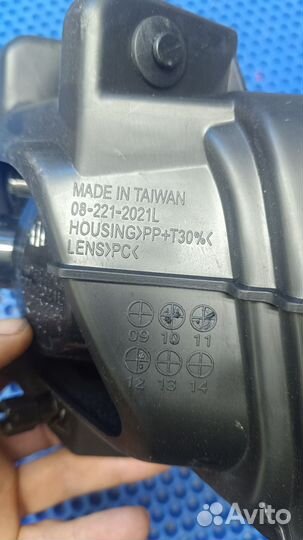 MADE IN TAIWAN
08-221-2021L
HOUSING>PP+T30%<
LENS>PC<
09 10 11
12 13 14
Avito